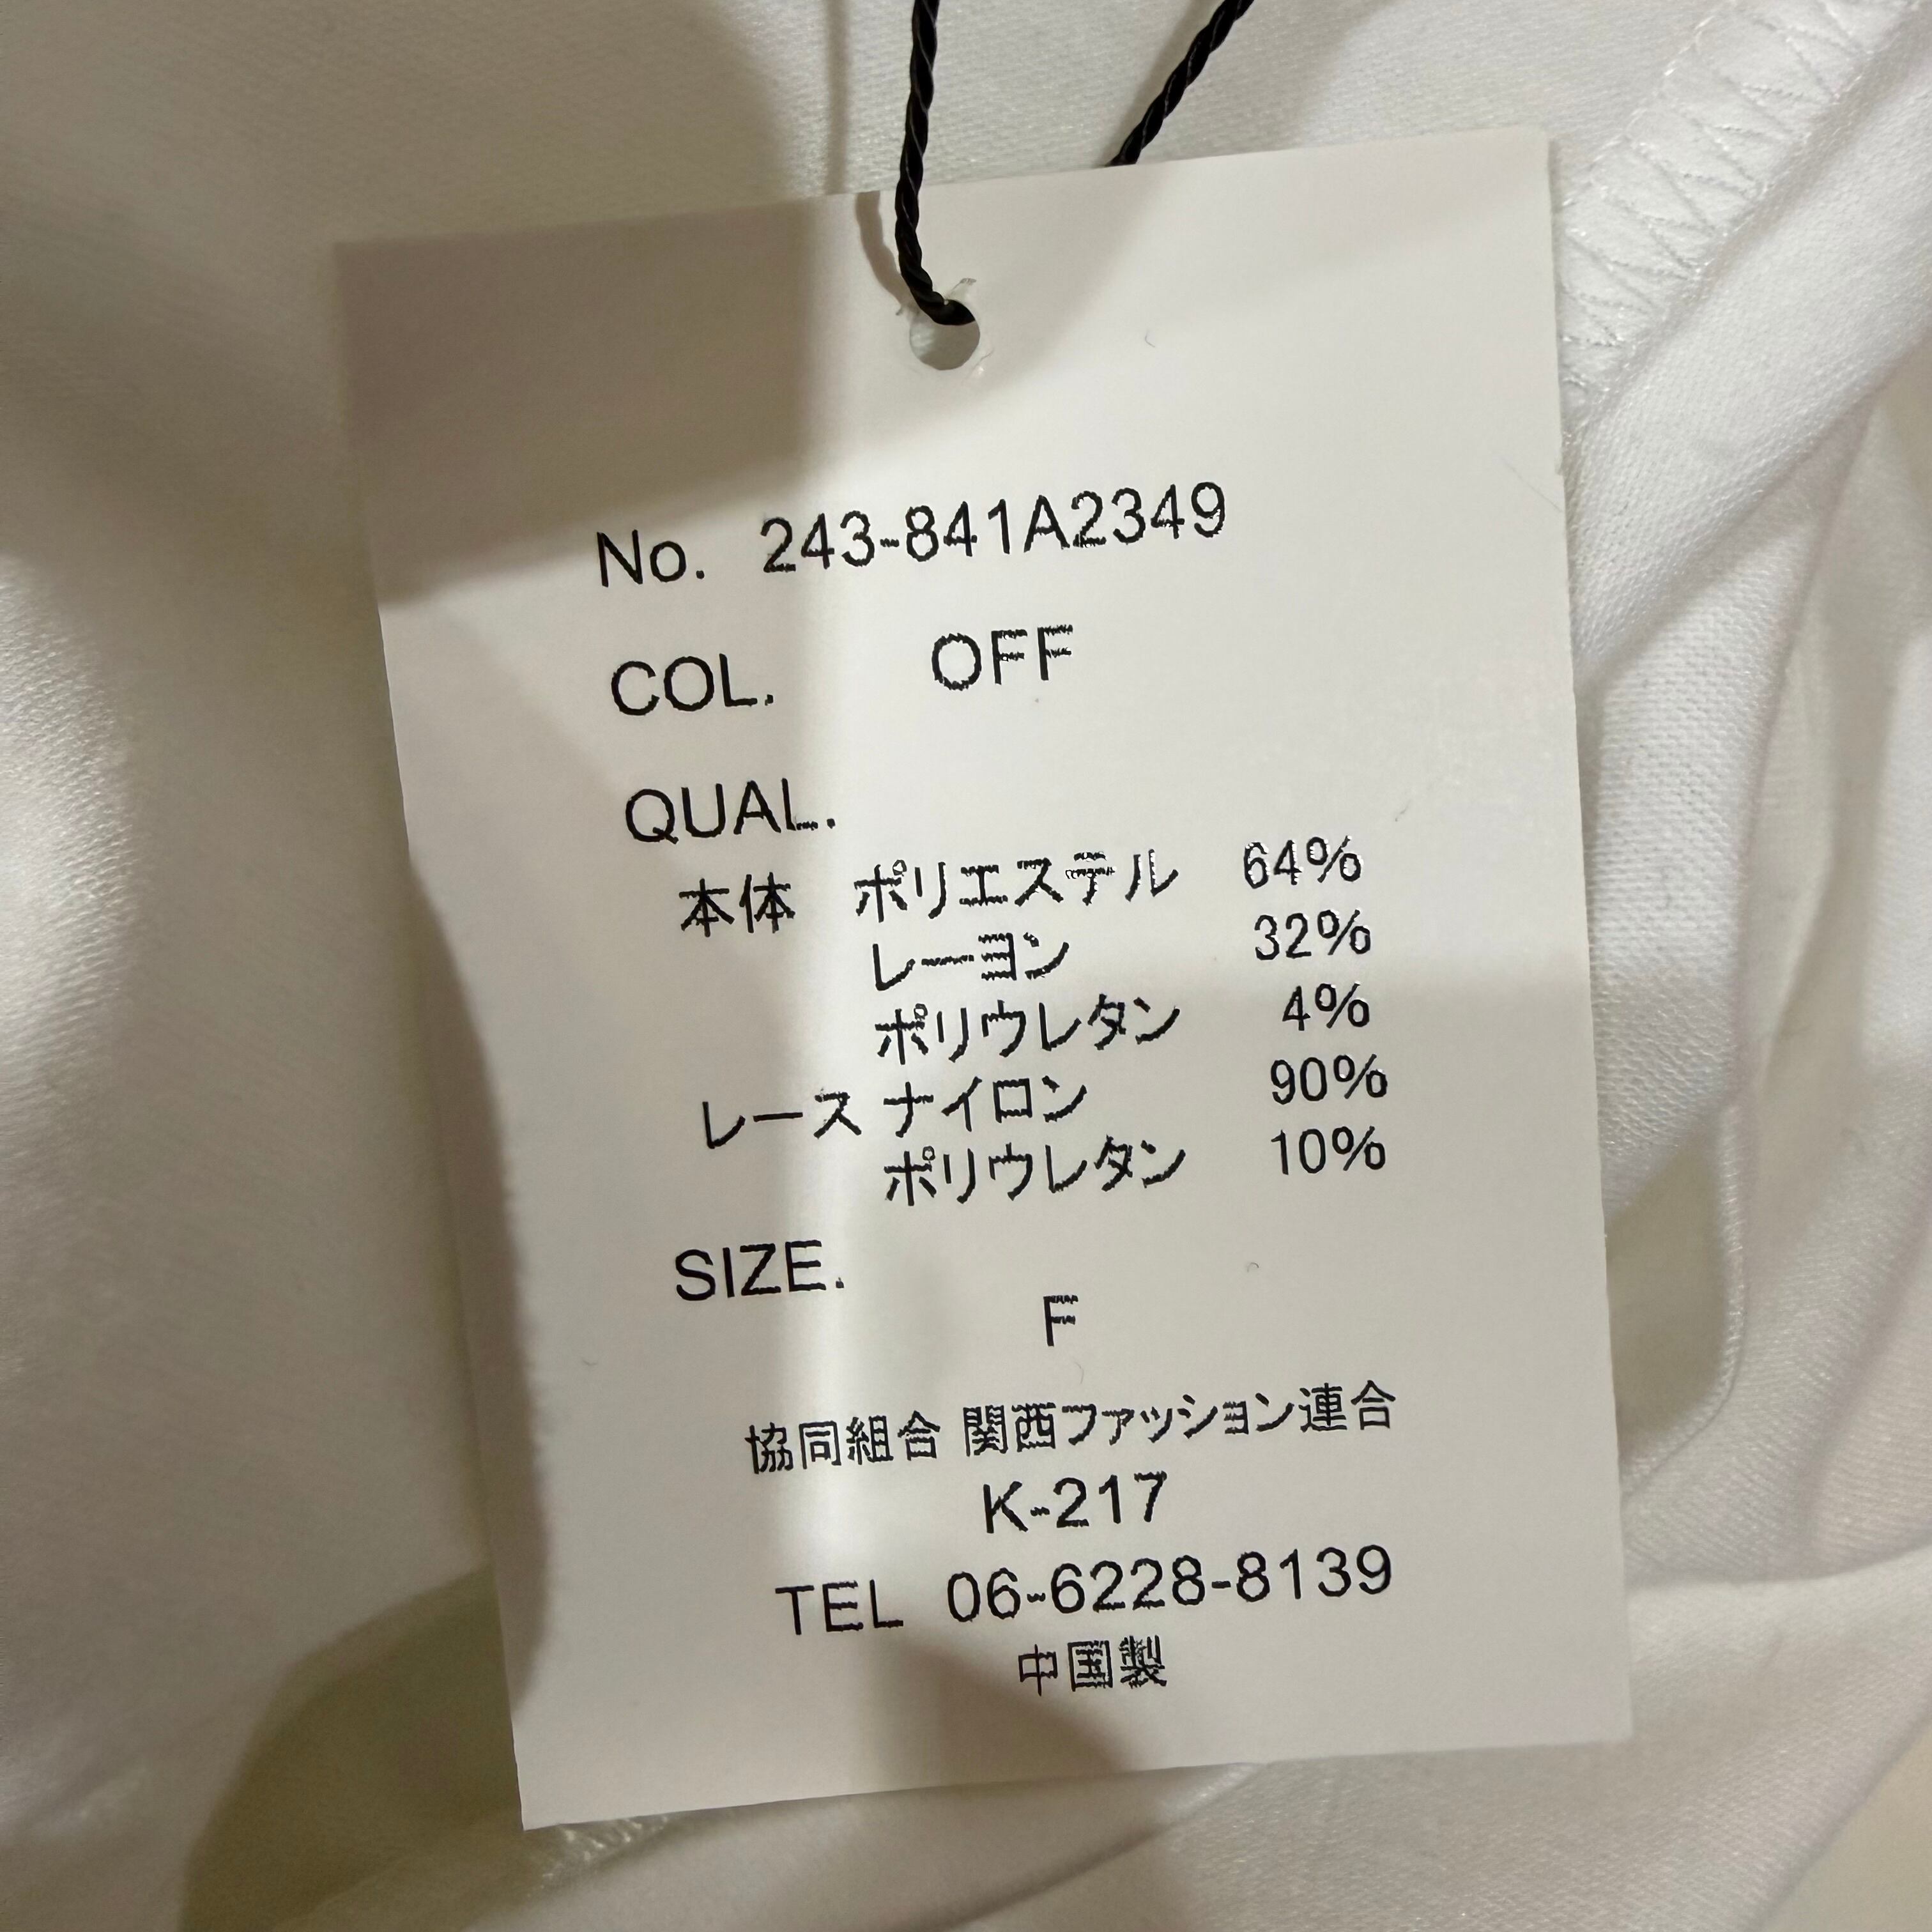 No. 243-841A2349
COL. OFF
QUAL.
本体 ポリエステル 64%
レーヨン 32%
ポリウレタン 4%
レース ナイロン 90%
ポリウレタン 10%
SIZE.
F
協同組合 関西ファッション連合
K-217
TEL 06-6228-8139
中国製